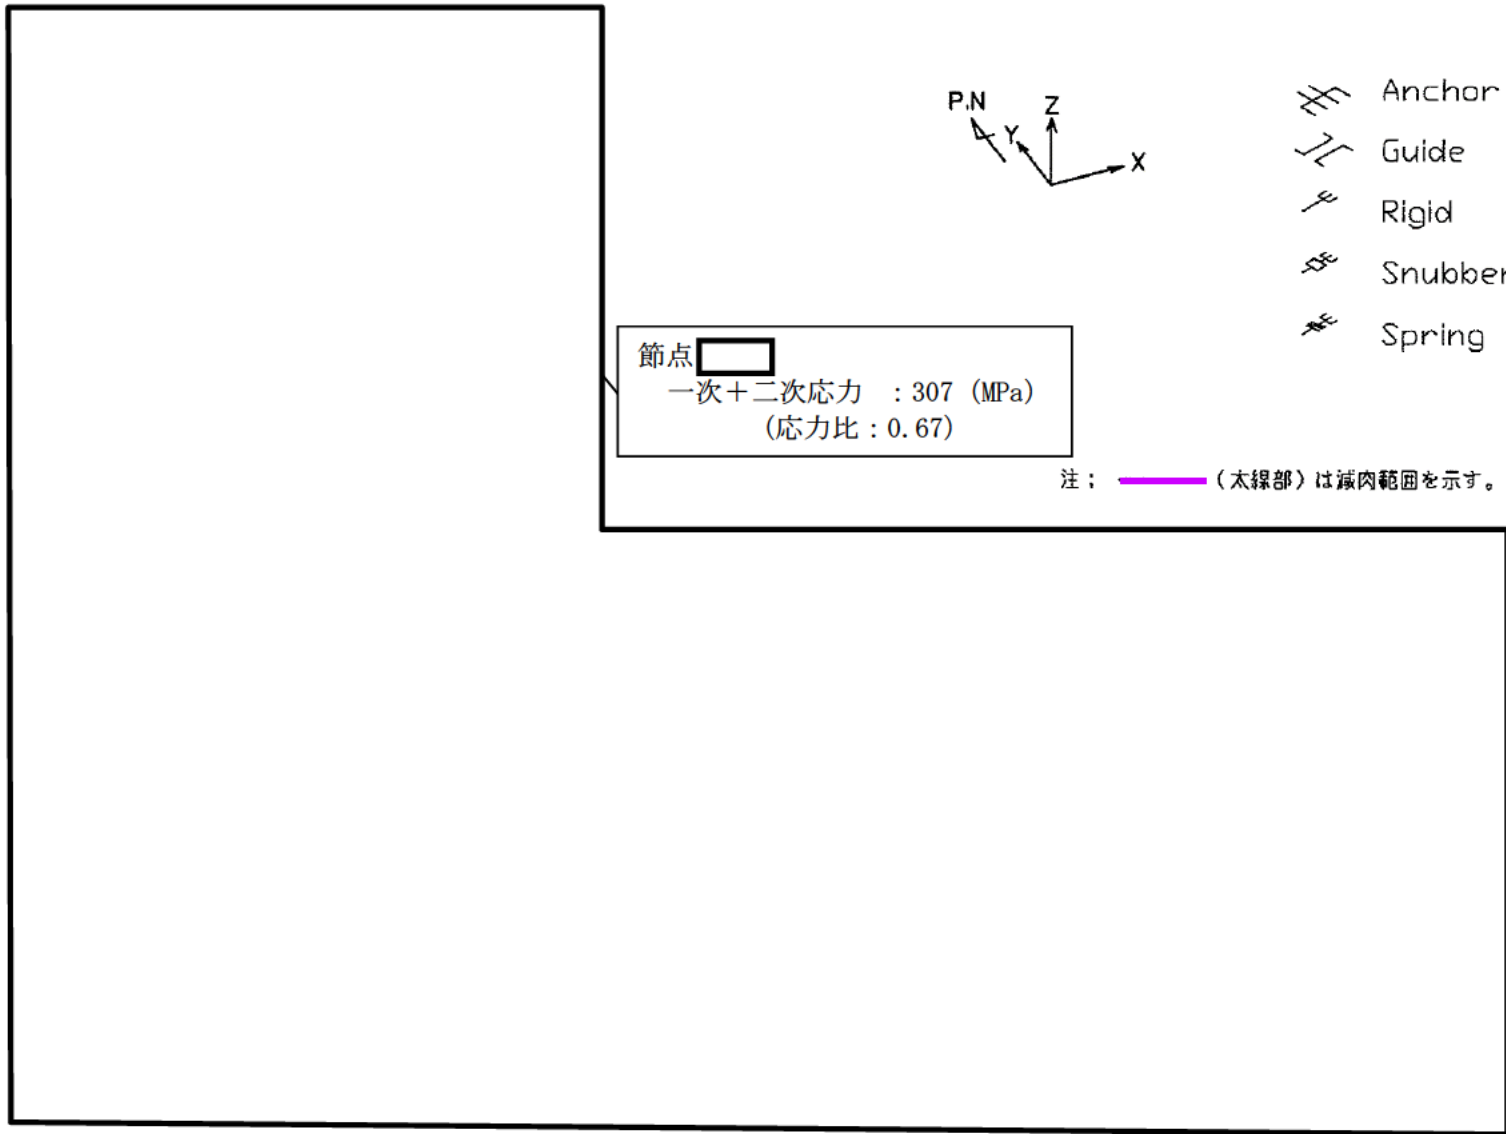 P.N
Z
Y
X
Anchor
Guide
Rigid
Snubber
Spring
節点
一次＋二次応力 : 307 (MPa)
(応力比 : 0.67)
注； （太線部）は減肉範囲を示す。